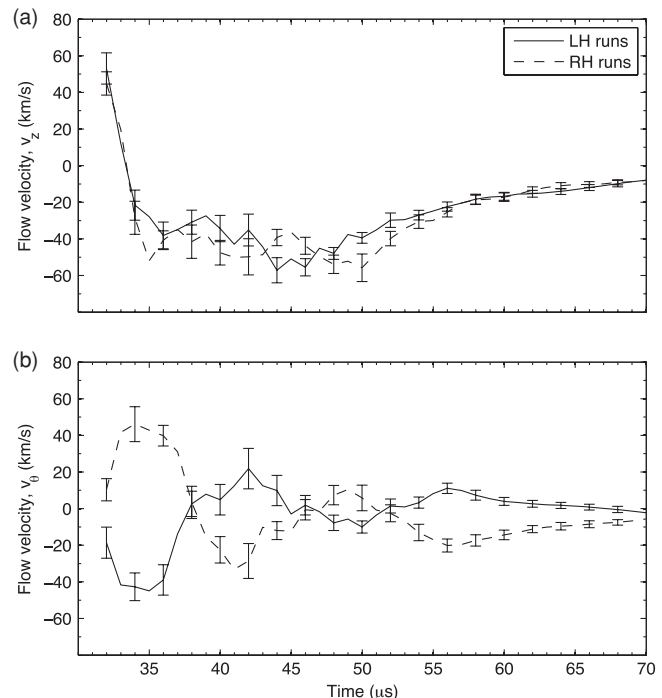 (a)
80
60
40
20
0
−20
−40
−60
Flow velocity, v_z (km/s)
LH runs
RH runs
(b)
80
60
40
20
0
−20
−40
−60
Flow velocity, v_θ (km/s)
35 40 45 50 55 60 65 70
Time (μs)